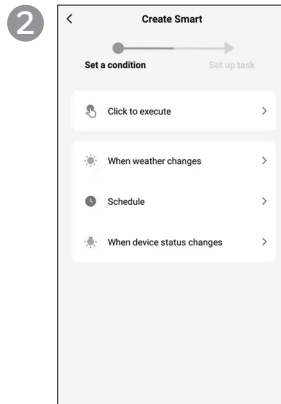 2
Create Smart
Set a condition Set up task
Click to execute
When weather changes
Schedule
When device status changes